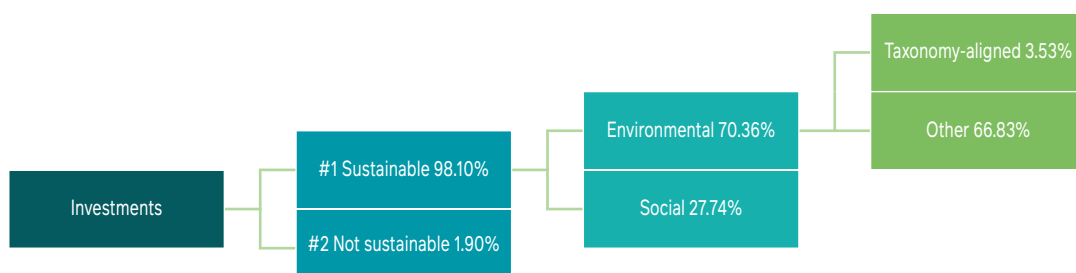 Investments
#1 Sustainable 98.10%
#2 Not sustainable 1.90%
Environmental 70.36%
Social 27.74%
Taxonomy-aligned 3.53%
Other 66.83%